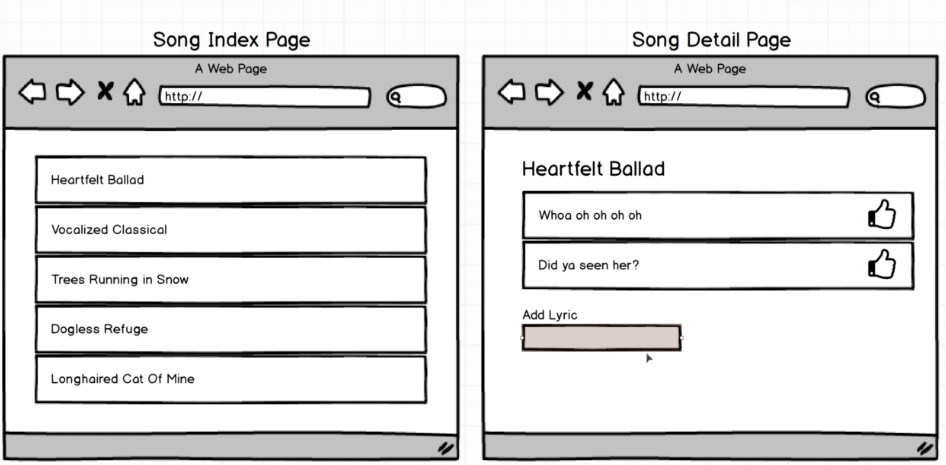 Song Index Page
A Web Page
http://
Heartfelt Ballad
Vocalized Classical
Trees Running in Snow
Dogless Refuge
Longhaired Cat Of Mine
Song Detail Page
A Web Page
http://
Heartfelt Ballad
Whoa oh oh oh oh
Did ya seen her?
Add Lyric